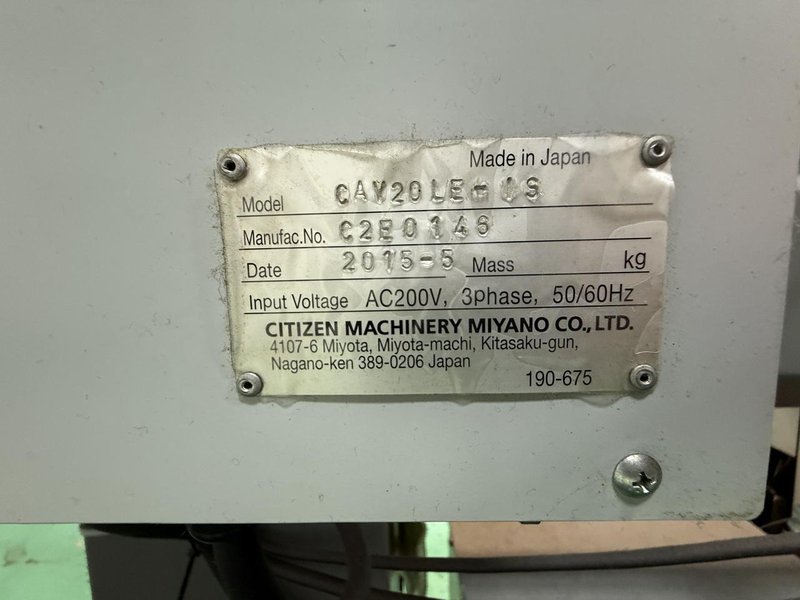 Made in Japan
Model CAV20LE-IS
Manufac.No. C2E0146
Date 2015-5 Mass kg
Input Voltage AC200V, 3phase, 50/60Hz
CITIZEN MACHINERY MIYANO CO., LTD.
4107-6 Miyota, Miyota-machi, Kitasaku-gun,
Nagano-ken 389-0206 Japan
190-675